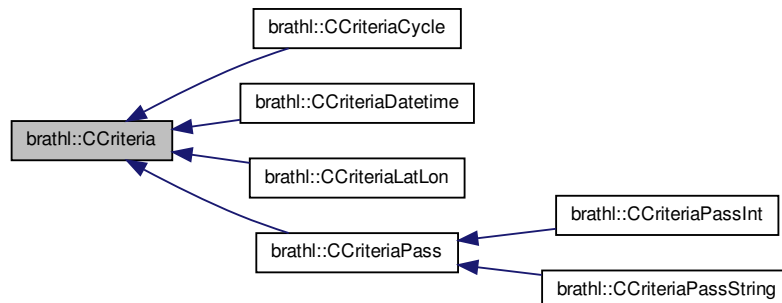 brathl::CCriteriaCycle
brathl::CCriteriaDatetime
brathl::CCriteria
brathl::CCriteriaLatLon
brathl::CCriteriaPassInt
brathl::CCriteriaPass
brathl::CCriteriaPassString